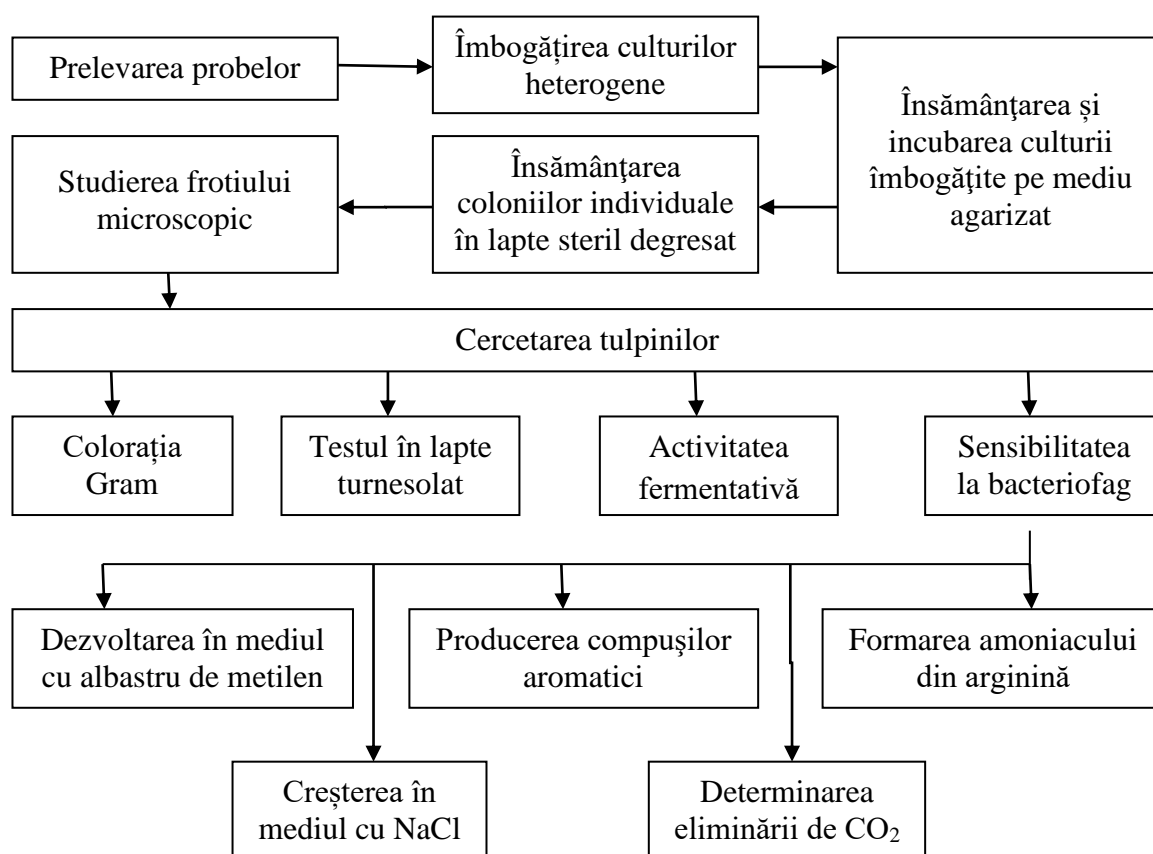 Prelevarea probelor
Îmbogățirea culturilor
heterogene
Însămânţarea și
incubarea culturii
îmbogăţite pe mediu
agarizat
Însămânţarea
coloniilor individuale
în lapte steril degresat
Studierea frotiului
microscopic
Cercetarea tulpinilor
Colorația
Gram
Testul în lapte
turnesolat
Activitatea
fermentativă
Sensibilitatea
la bacteriofag
Dezvoltarea în mediul
cu albastru de metilen
Producerea compuşilor
aromatici
Formarea amoniacului
din arginină
Creșterea în
mediul cu NaCl
Determinarea
eliminării de CO₂